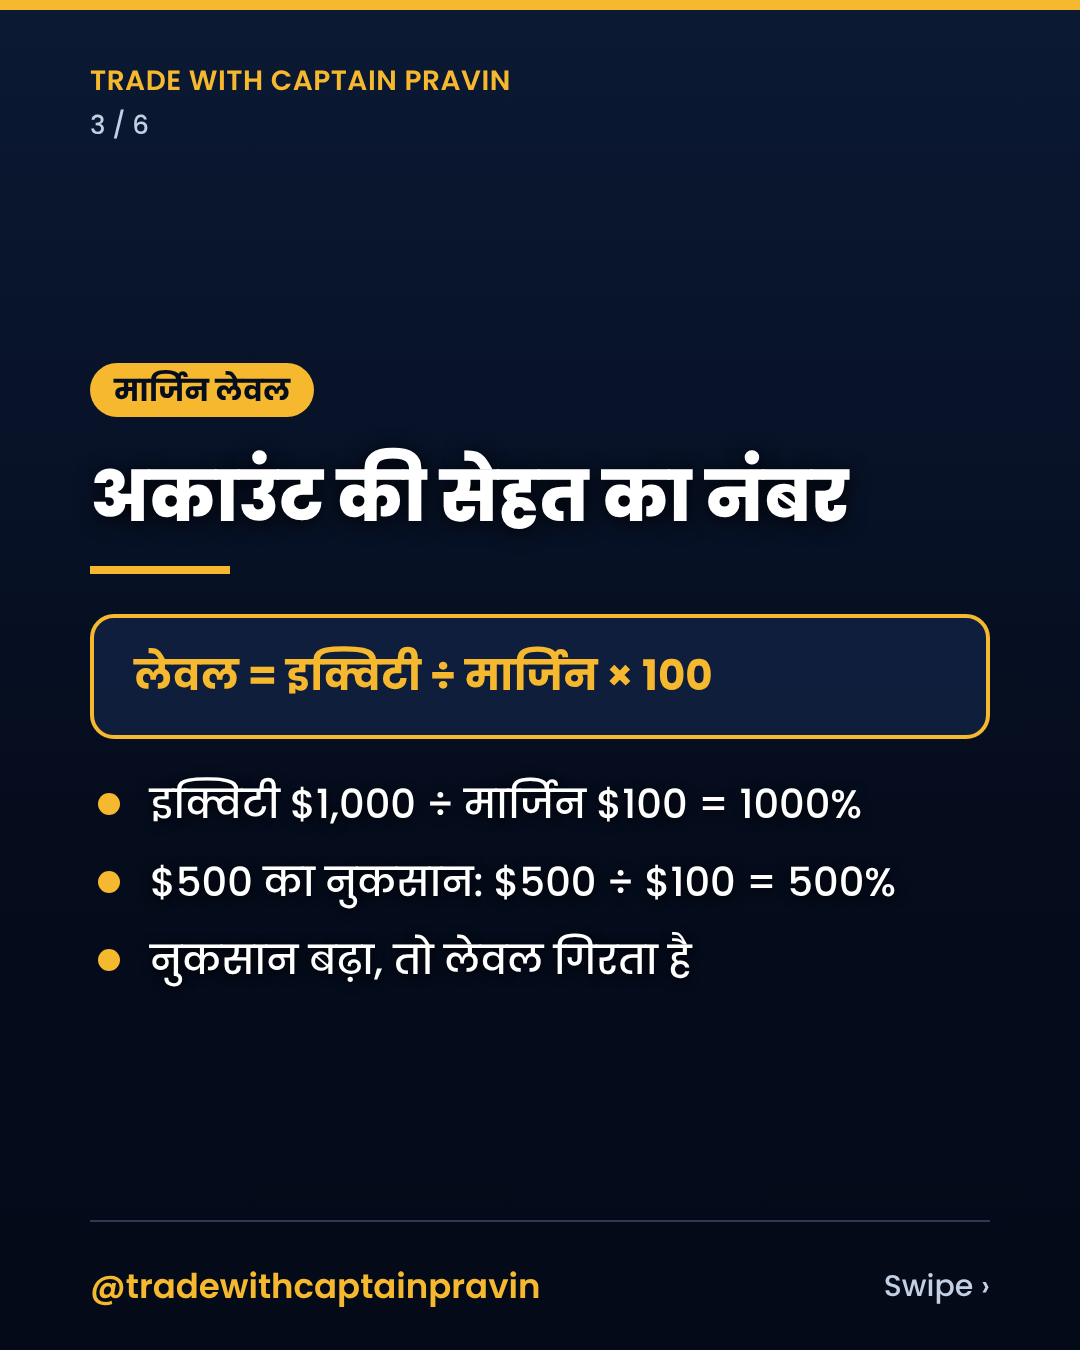 TRADE WITH CAPTAIN PRAVIN
3 / 6
मार्जिन लेवल
अकाउंट की सेहत का नंबर
लेवल = इक्विटी ÷ मार्जिन × 100
इक्विटी $1,000 ÷ मार्जिन $100 = 1000%
$500 का नुकसान: $500 ÷ $100 = 500%
नुकसान बढ़ा, तो लेवल गिरता है
@tradewithcaptainpravin
Swipe ›